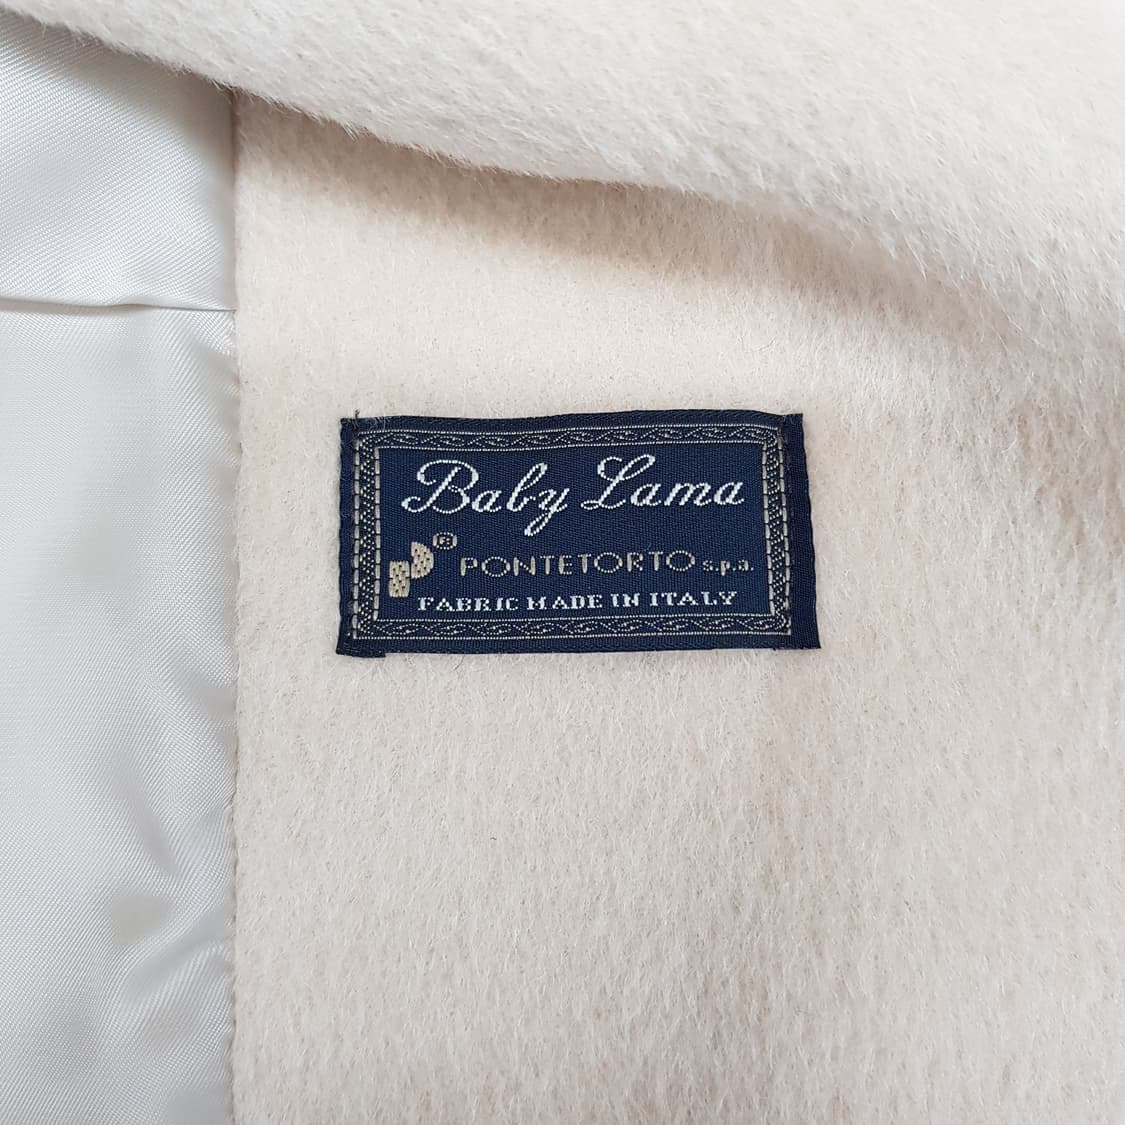 Baby Lama
® PONTETORTO s.p.a.
FABRIC MADE IN ITALY